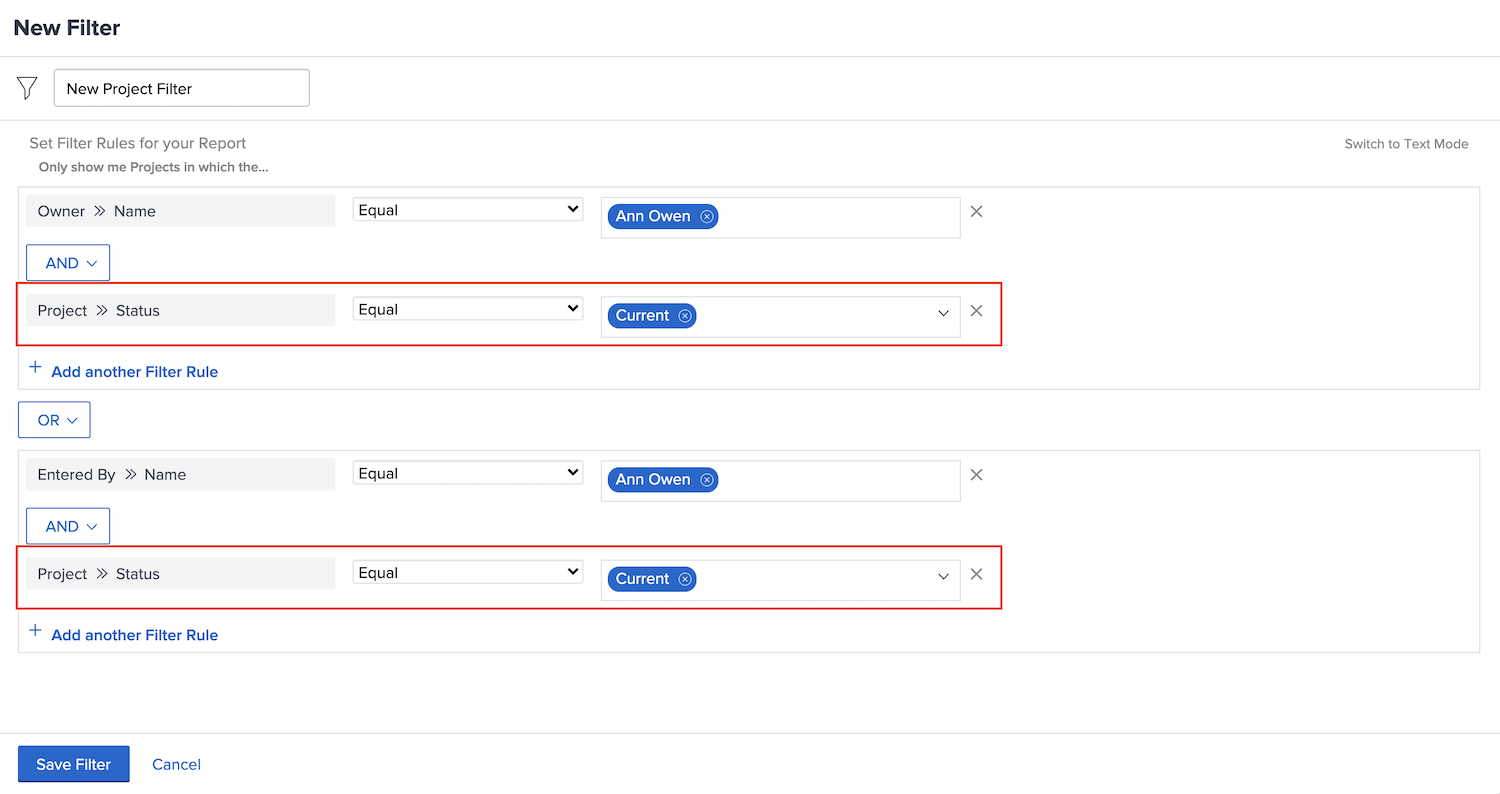 New Filter
New Project Filter
Set Filter Rules for your Report
Switch to Text Mode
Only show me Projects in which the...
Owner » Name Equal Ann Owen
AND
Project » Status Equal Current
+ Add another Filter Rule
OR
Entered By » Name Equal Ann Owen
AND
Project » Status Equal Current
+ Add another Filter Rule
Save Filter Cancel